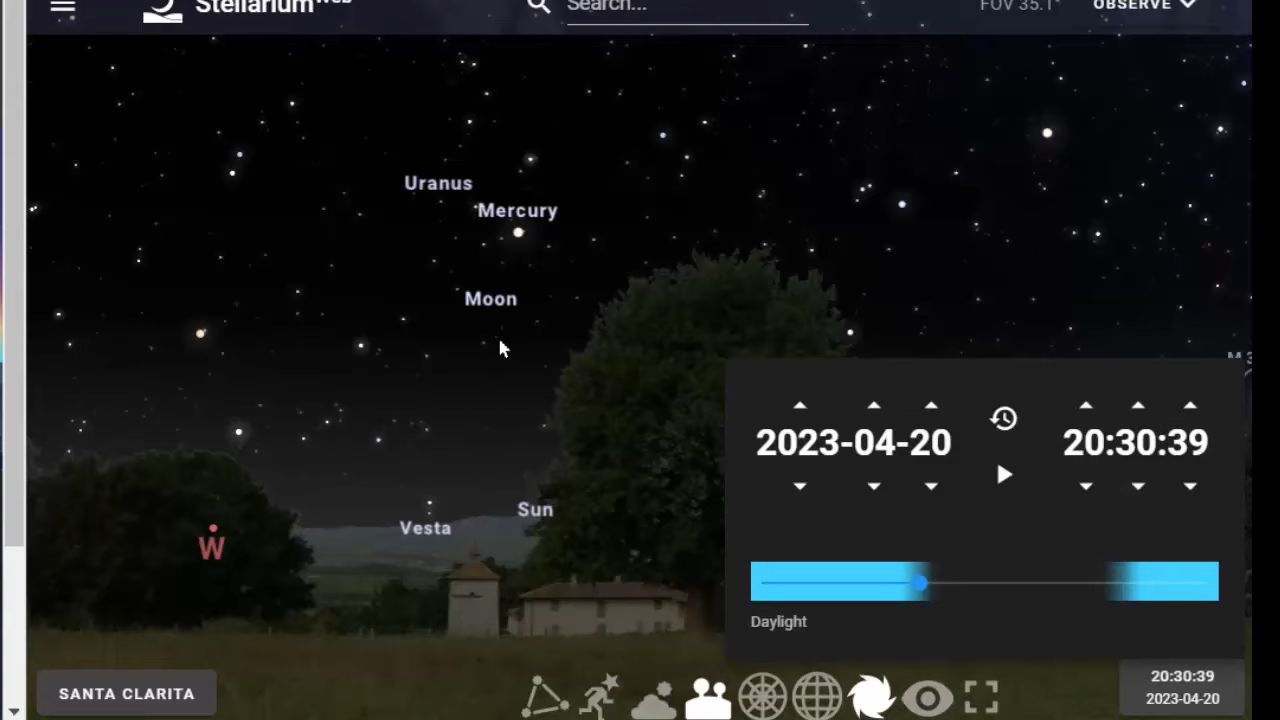 Stellarium Web
Search...
FOV 35.1°
OBSERVE
Uranus
Mercury
Moon
2023-04-20
20:30:39
Vesta
Sun
W
Daylight
SANTA CLARITA
20:30:39
2023-04-20